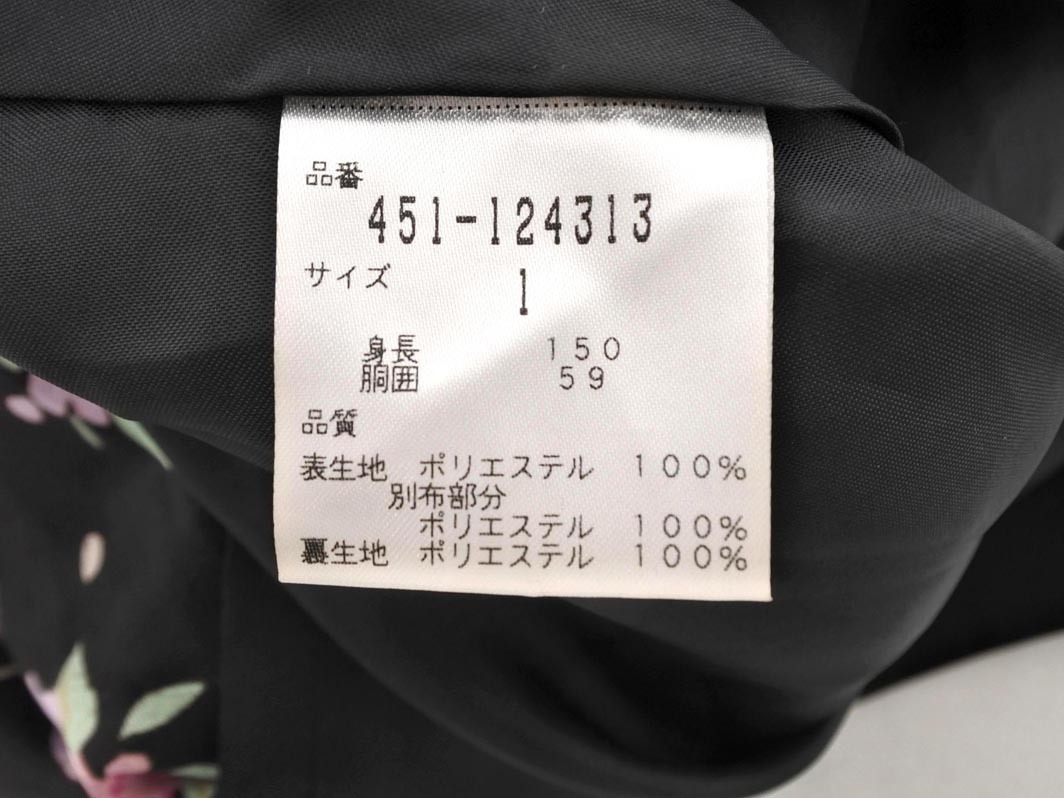 品番
451-124313
サイズ 1
身長 150
胴囲 59
品質
表生地 ポリエステル 100%
別布部分
ポリエステル 100%
裏生地 ポリエステル 100%